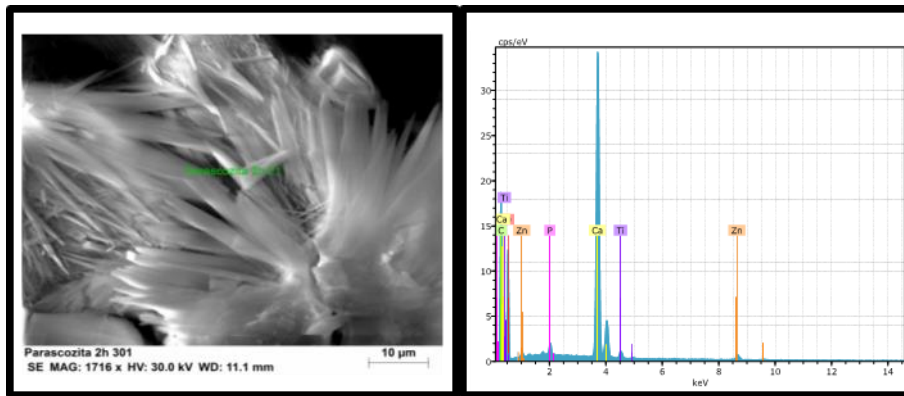 Parascozita 2h 301
SE MAG: 1716 x HV: 30.0 kV WD: 11.1 mm
10 µm
cps/eV
30
25
20
15
10
5
0
Ti
Ca
C
Zn
P
Ca
Ti
Zn
2
4
6
8
10
12
14
keV